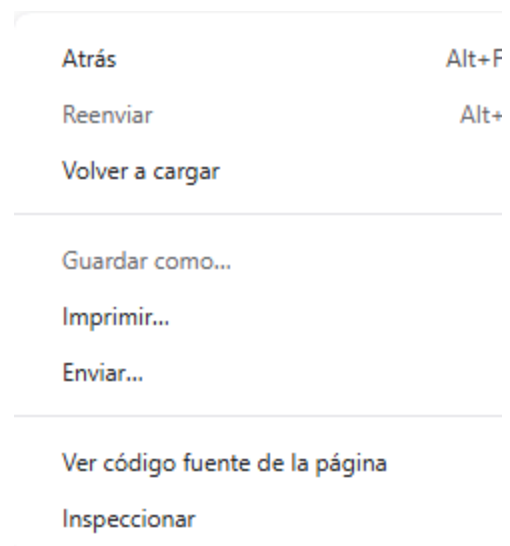 Atrás Alt+F
Reenviar Alt+
Volver a cargar
Guardar como...
Imprimir...
Enviar...
Ver código fuente de la página
Inspeccionar